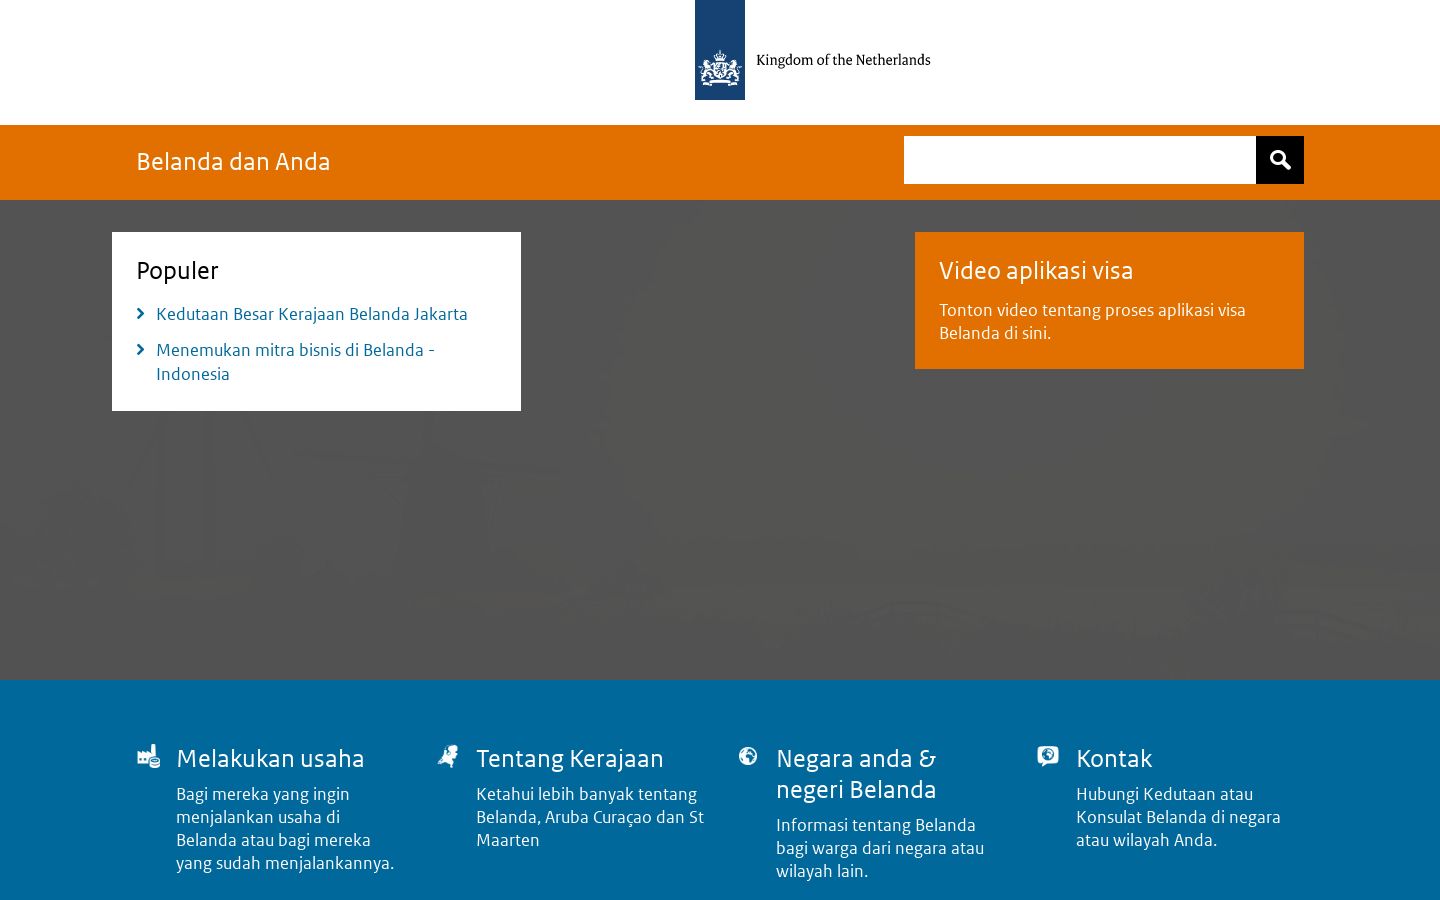 Kingdom of the Netherlands
Belanda dan Anda
Populer
Kedutaan Besar Kerajaan Belanda Jakarta
Menemukan mitra bisnis di Belanda -
Indonesia
Video aplikasi visa
Tonton video tentang proses aplikasi visa
Belanda di sini.
Melakukan usaha
Bagi mereka yang ingin
menjalankan usaha di
Belanda atau bagi mereka
yang sudah menjalankannya.
Tentang Kerajaan
Ketahui lebih banyak tentang
Belanda, Aruba Curaçao dan St
Maarten
Negara anda &
negeri Belanda
Informasi tentang Belanda
bagi warga dari negara atau
wilayah lain.
Kontak
Hubungi Kedutaan atau
Konsulat Belanda di negara
atau wilayah Anda.